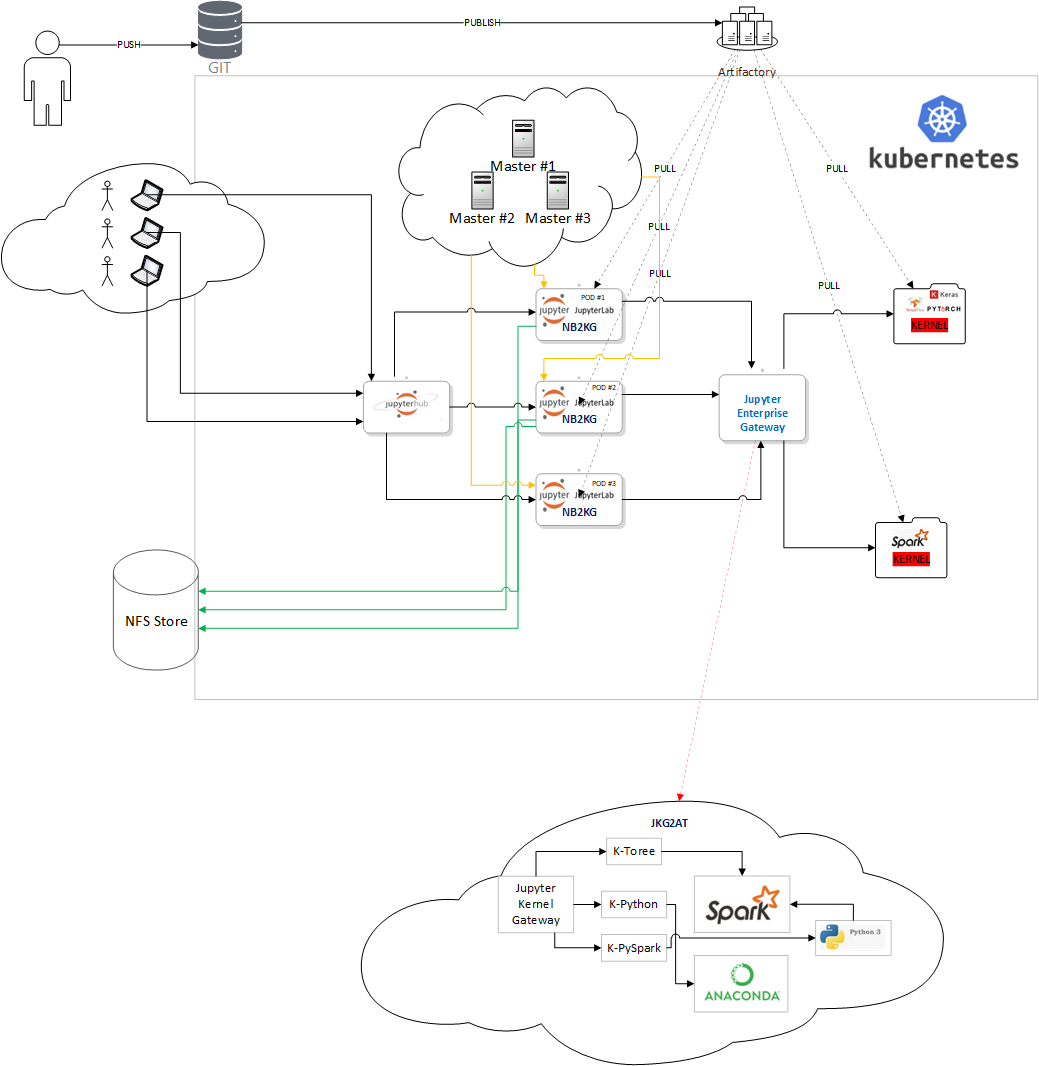 PUBLISH
PUSH
GIT
Artifactory
kubernetes
Master #1
PULL
PULL
Master #2
Master #3
PULL
PULL
PULL
POD #1
jupyter
JupyterLab
NB2KG
Keras
TensorFlow
PYTORCH
KERNEL
POD #2
jupyter
JupyterLab
NB2KG
jupyterhub
Jupyter
Enterprise
Gateway
POD #3
jupyter
JupyterLab
NB2KG
Spark
KERNEL
NFS Store
JKG2AT
K-Toree
Jupyter
Kernel
Gateway
K-Python
Spark
Python 3
K-PySpark
ANACONDA